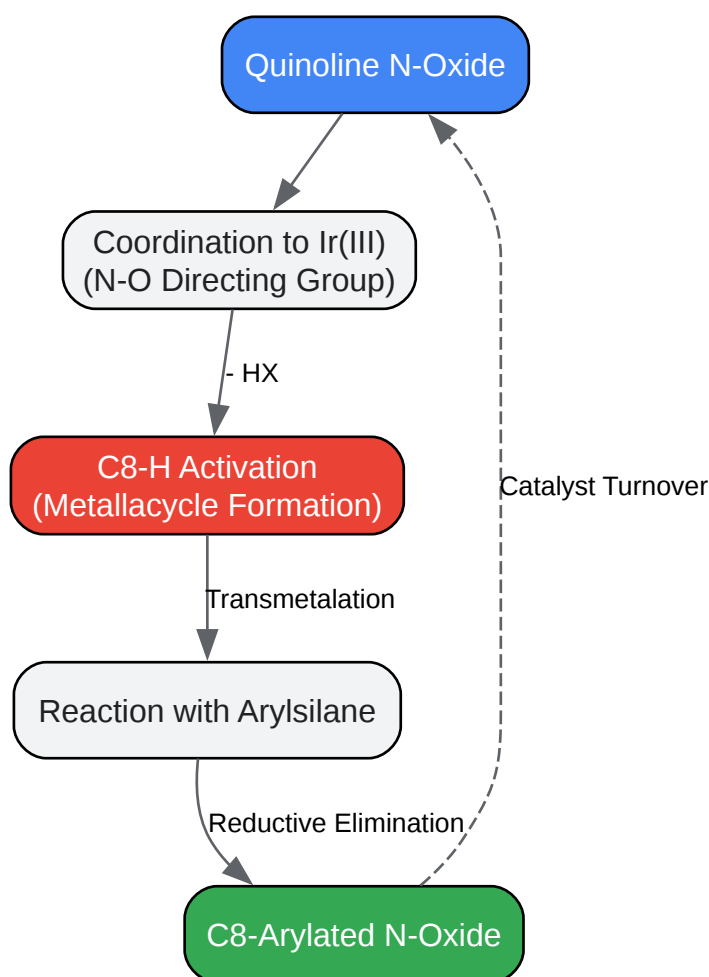 Quinoline N-Oxide
Coordination to Ir(III)
(N-O Directing Group)
- HX
C8-H Activation
(Metallacycle Formation)
Catalyst Turnover
Transmetalation
Reaction with Arylsilane
Reductive Elimination
C8-Arylated N-Oxide